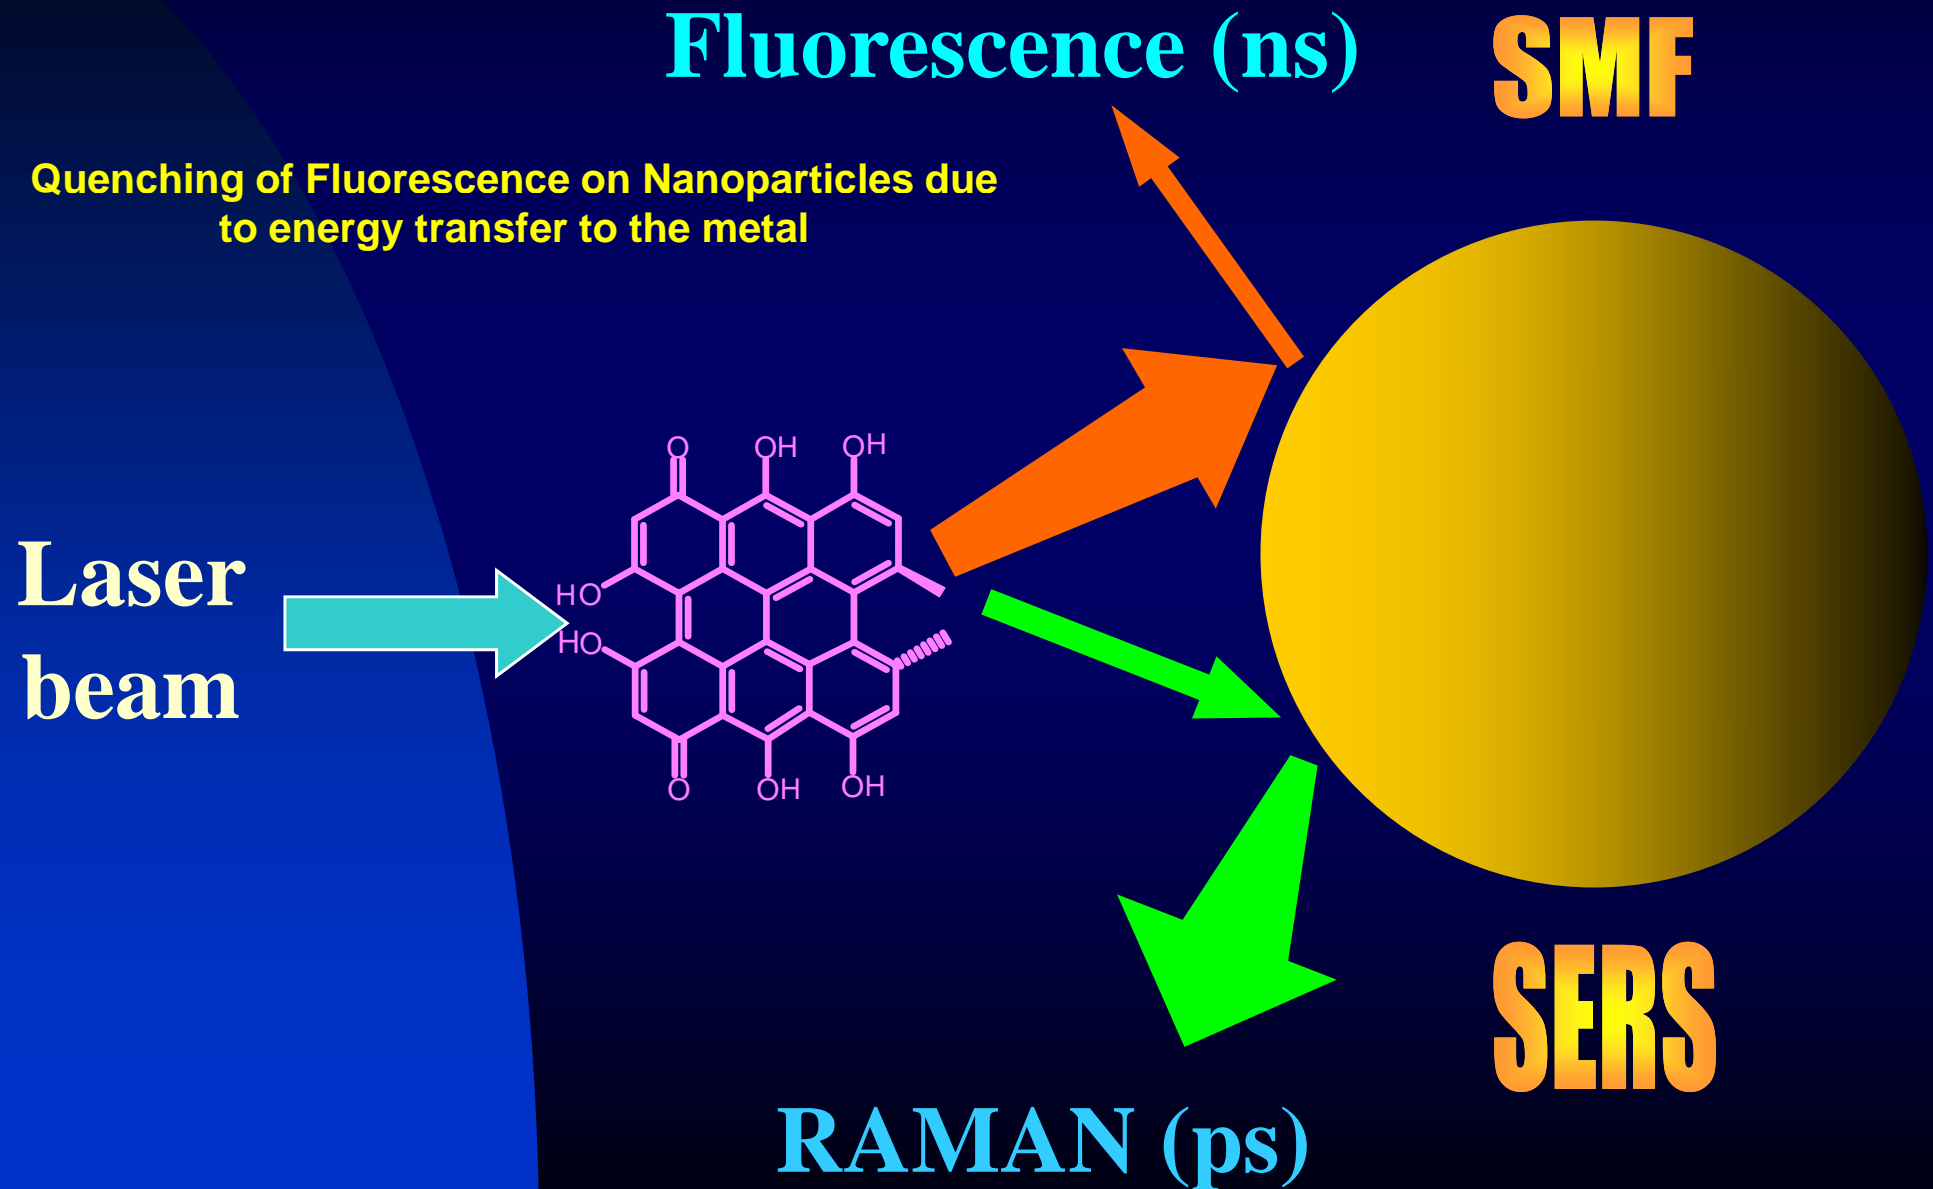 Fluorescence (ns)
SMF
Quenching of Fluorescence on Nanoparticles due
to energy transfer to the metal
O
OH
OH
Laser
beam
HO
HO
O
OH
OH
SERS
RAMAN (ps)